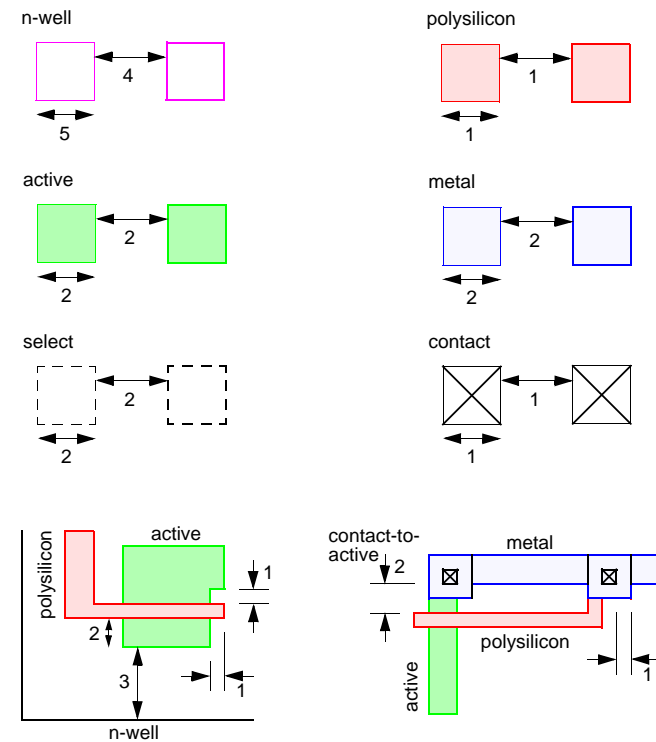 n-well
4
5
polysilicon
1
1
active
2
2
metal
2
2
select
2
2
contact
1
1
polysilicon
active
1
2
3
1
n-well
contact-to-
active
2
metal
polysilicon
active
1